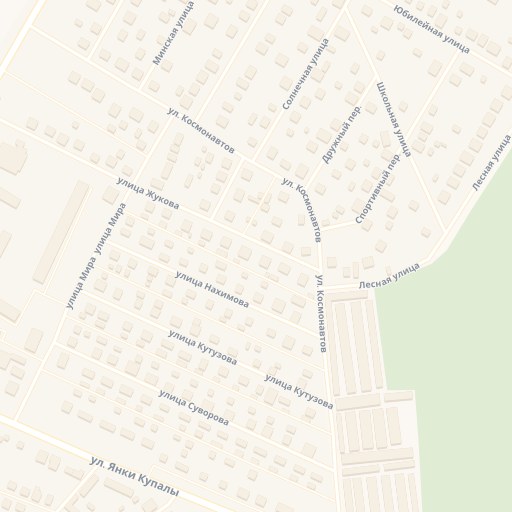 Юбилейная улица
Минская улица
Солнечная улица
Школьная улица
ул. Космонавтов
Дружный пер.
Лесная улица
Спортивный пер.
улица Жукова
ул. Космонавтов
улица Мира
улица Мира
Лесная улица
улица Нахимова
ул. Космонавтов
улица Кутузова
улица Кутузова
улица Суворова
ул. Янки Купалы